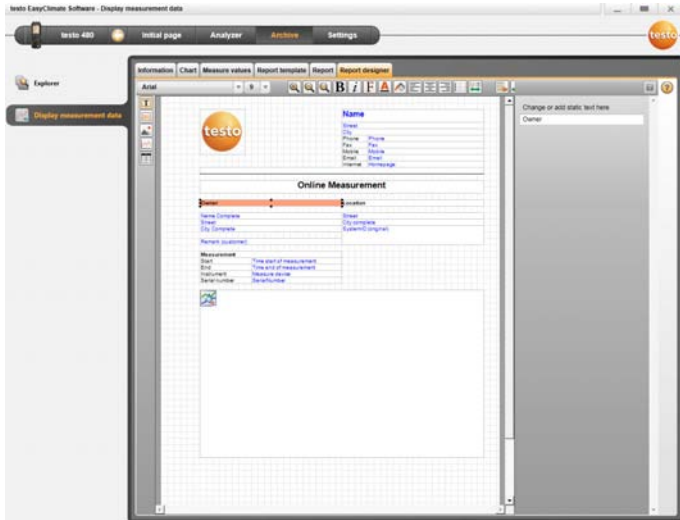 testo EasyClimate Software - Display measurement data
testo 480 Initial page Analyzer Archive Settings
testo
Information Chart Measure values Report template Report Report designer
Explorer
Arial 9 B i F A
T
Display measurement data
Change or add static text here
Owner
testo
Name
Street
City
Phone Phone
Fax Fax
Mobile Mobile
Email Email
Internet Homepage
Online Measurement
Owner Location
Name Complete Street
Street City complete
City Complete SystemID (original)
Remark (customer)
Measurement
Start Time start of measurement
End Time end of measurement
Instrument Measure device
Serial number SerialNumber